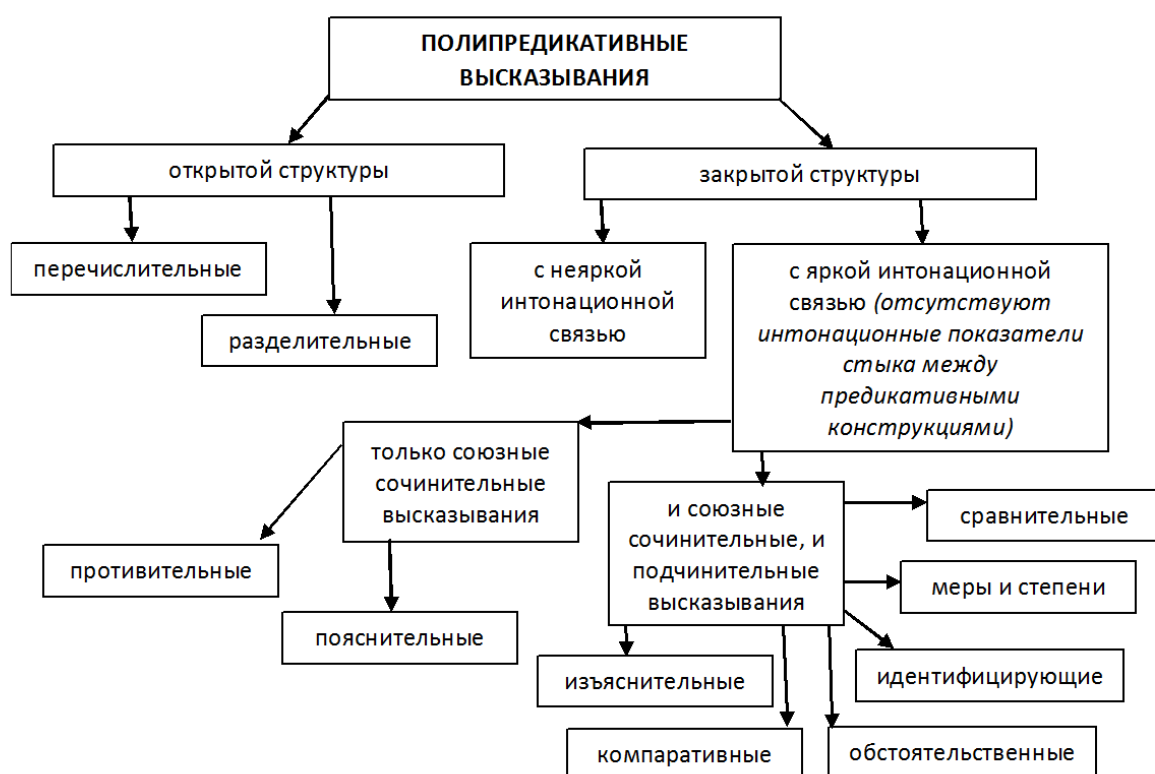 ПОЛИПРЕДИКАТИВНЫЕ
ВЫСКАЗЫВАНИЯ
открытой структуры
закрытой структуры
перечислительные
разделительные
с неяркой
интонационной
связью
с яркой интонационной
связью (отсутствуют
интонационные показатели
стыка между
предикативными
конструкциями)
только союзные
сочинительные
высказывания
противительные
пояснительные
и союзные
сочинительные, и
подчинительные
высказывания
сравнительные
меры и степени
идентифицирующие
изъяснительные
компаративные
обстоятельственные